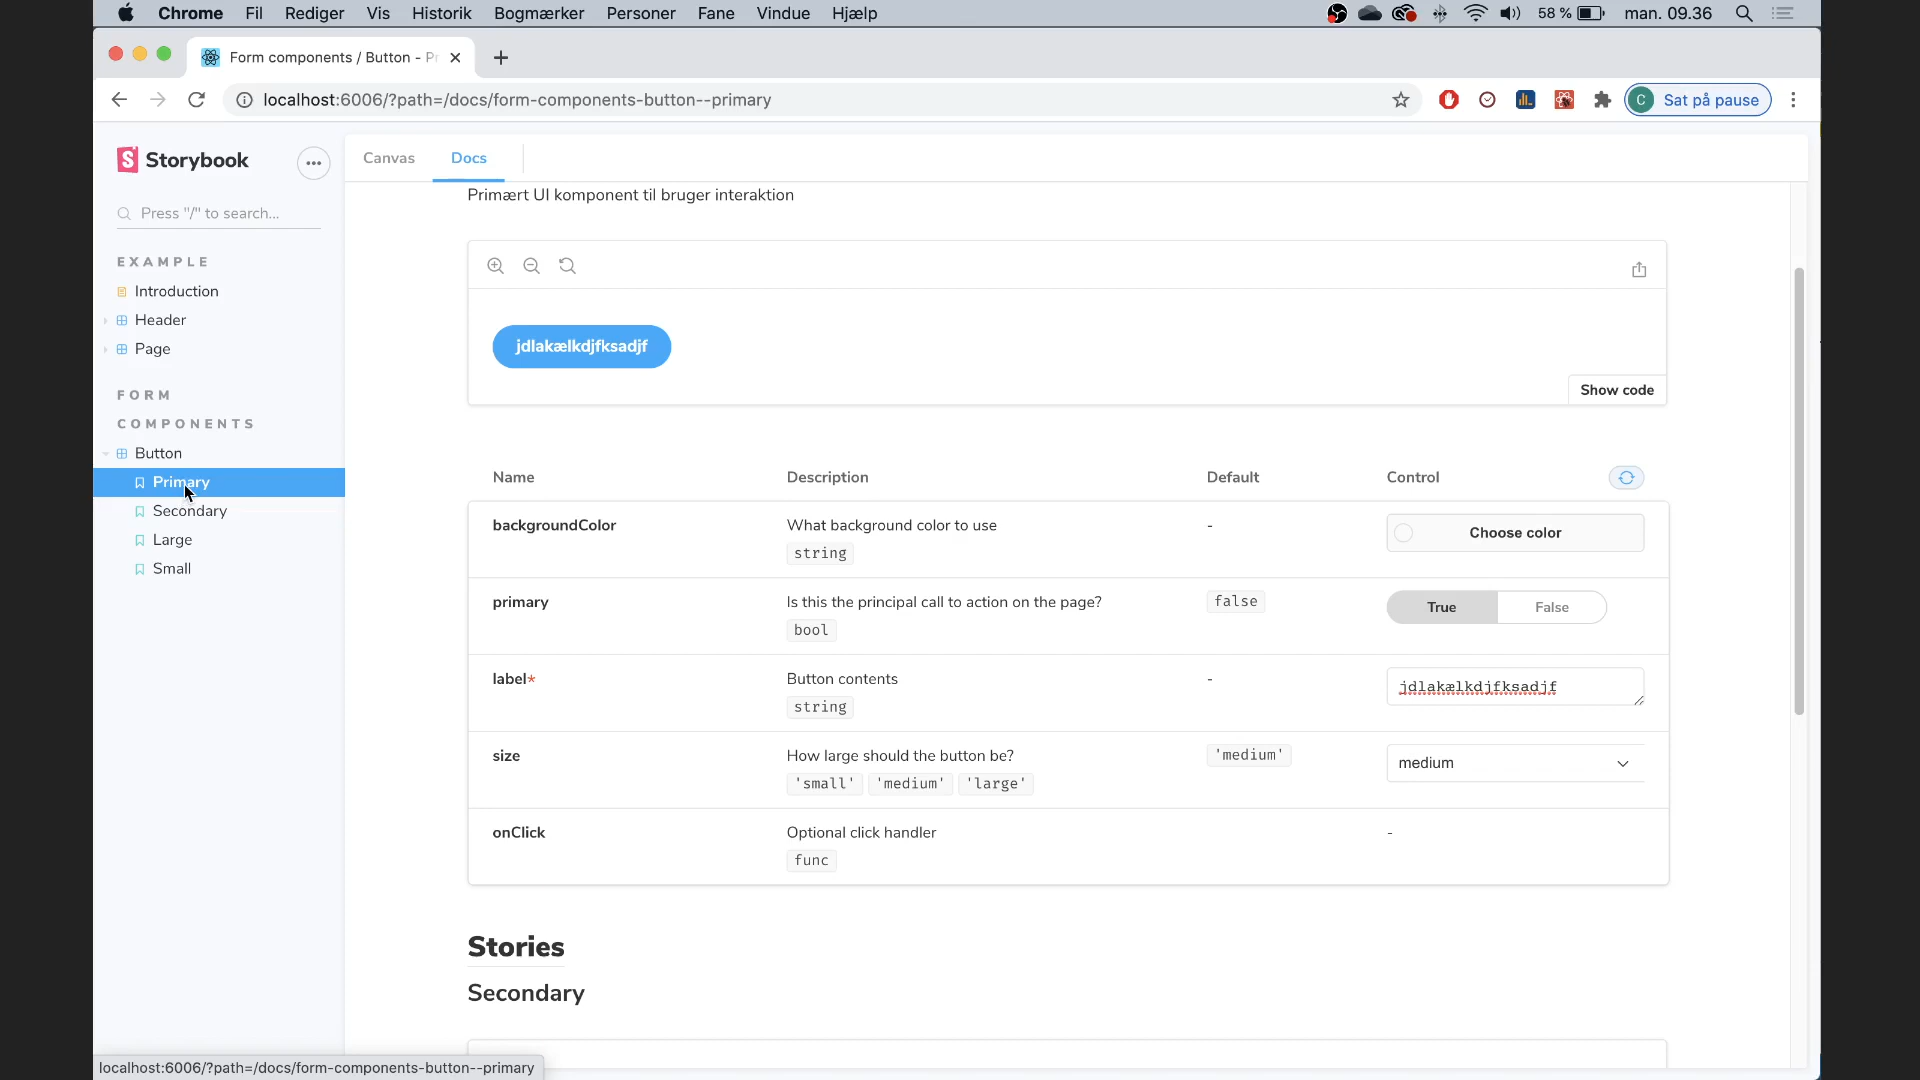 Chrome Fil Rediger Vis Historik Bogmærker Personer Fane Vindue Hjælp 58 % man. 09.36
Form components / Button - Pr
localhost:6006/?path=/docs/form-components-button--primary
C Sat på pause
Storybook
Press "/" to search...
EXAMPLE
Introduction
Header
Page
FORM
COMPONENTS
Button
Primary
Secondary
Large
Small
Canvas Docs
Primært UI komponent til bruger interaktion
jdlakælkdjfksadjf
Show code
Name Description Default Control
backgroundColor What background color to use - Choose color
string
primary Is this the principal call to action on the page? false True False
bool
label* Button contents - jdlakælkdjfksadjf
string
size How large should the button be? 'medium' medium
'small' 'medium' 'large'
onClick Optional click handler -
func
Stories
Secondary
localhost:6006/?path=/docs/form-components-button--primary